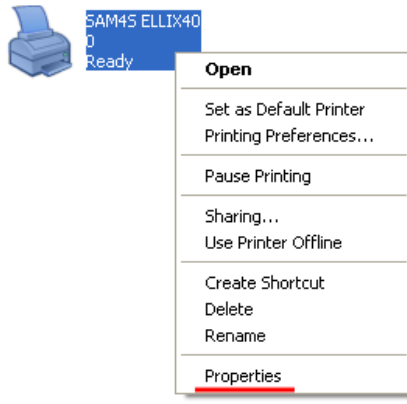 SAM4S ELLIX40
0
Ready
Open
Set as Default Printer
Printing Preferences...
Pause Printing
Sharing...
Use Printer Offline
Create Shortcut
Delete
Rename
Properties